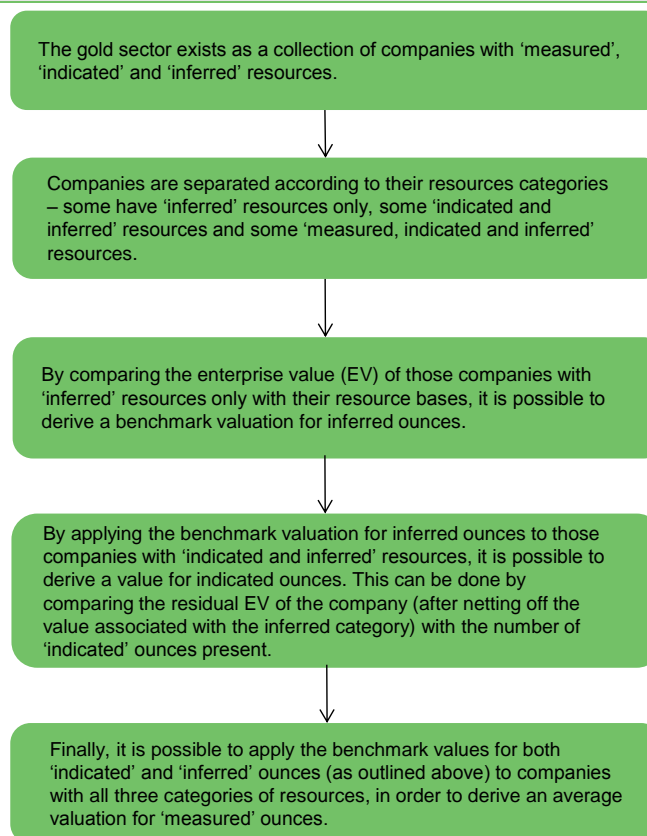 The gold sector exists as a collection of companies with ‘measured’,
‘indicated’ and ‘inferred’ resources.
Companies are separated according to their resources categories
– some have ‘inferred’ resources only, some ‘indicated and
inferred’ resources and some ‘measured, indicated and inferred’
resources.
By comparing the enterprise value (EV) of those companies with
‘inferred’ resources only with their resource bases, it is possible to
derive a benchmark valuation for inferred ounces.
By applying the benchmark valuation for inferred ounces to those
companies with ‘indicated and inferred’ resources, it is possible to
derive a value for indicated ounces. This can be done by
comparing the residual EV of the company (after netting off the
value associated with the inferred category) with the number of
‘indicated’ ounces present.
Finally, it is possible to apply the benchmark values for both
‘indicated’ and ‘inferred’ ounces (as outlined above) to companies
with all three categories of resources, in order to derive an average
valuation for ‘measured’ ounces.